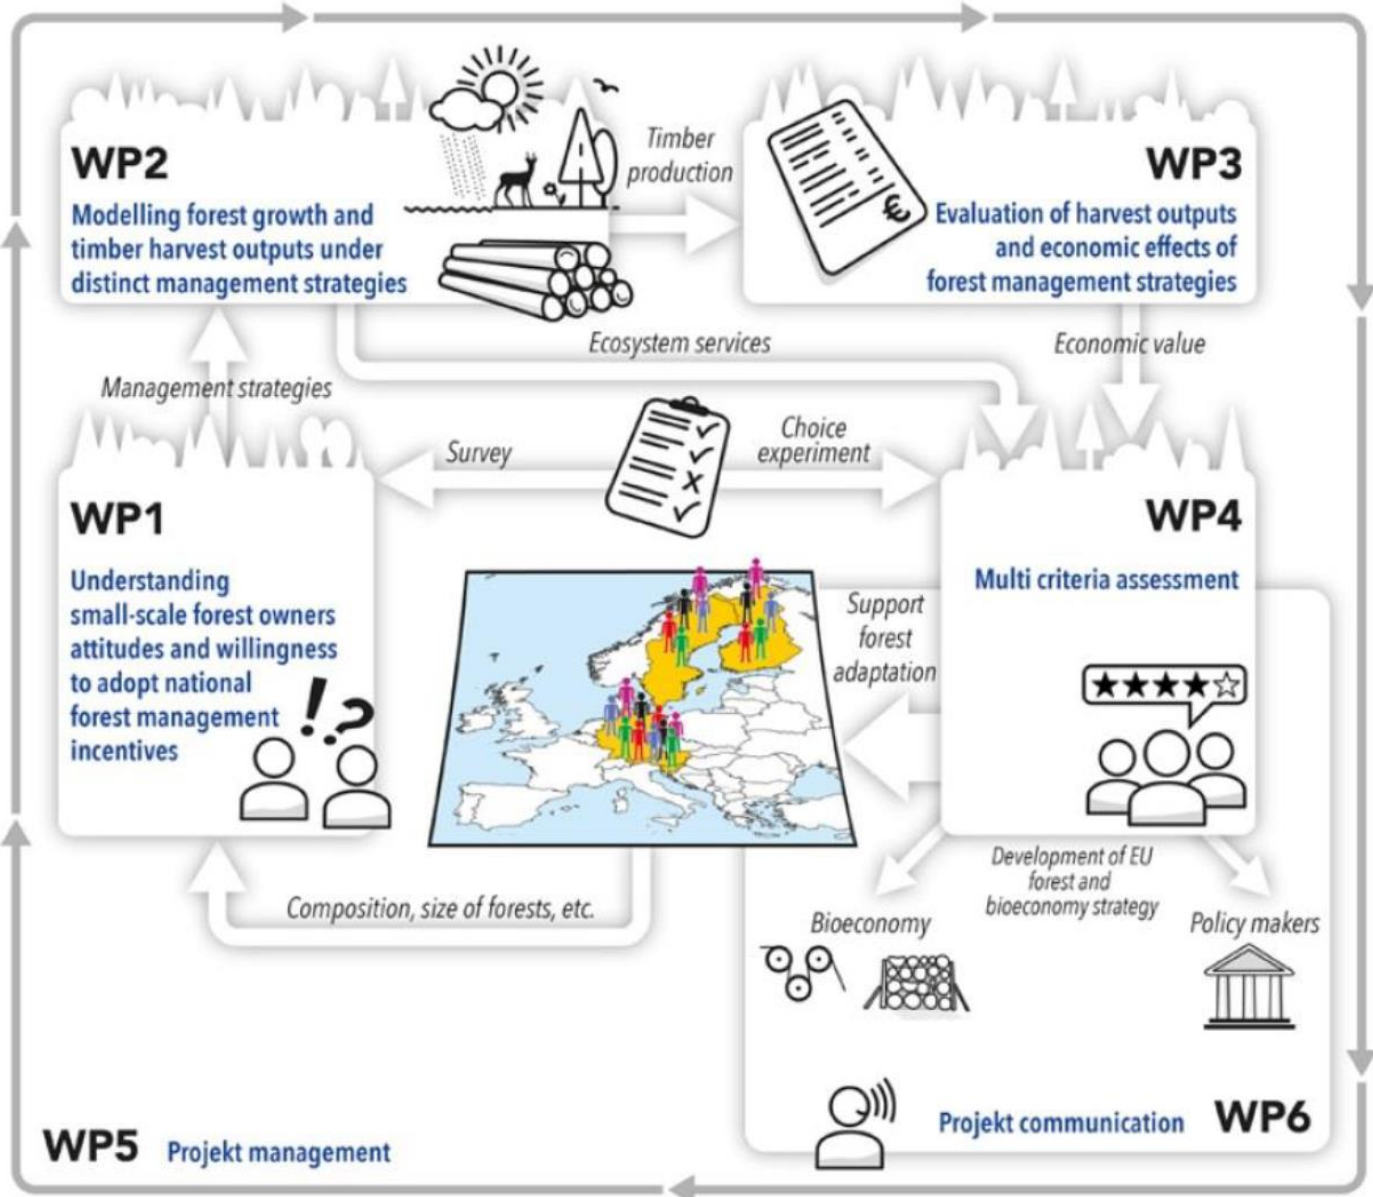 WP2
Modelling forest growth and
timber harvest outputs under
distinct management strategies
Timber
production
WP3
Evaluation of harvest outputs
and economic effects of
forest management strategies
€
Ecosystem services
Economic value
Management strategies
Survey
Choice
experiment
WP1
Understanding
small-scale forest owners
attitudes and willingness
to adopt national
forest management
incentives
!?
WP4
Multi criteria assessment
Support
forest
adaptation
Composition, size of forests, etc.
Development of EU
forest and
bioeconomy strategy
Bioeconomy
Policy makers
WP5 Projekt management
Projekt communication WP6